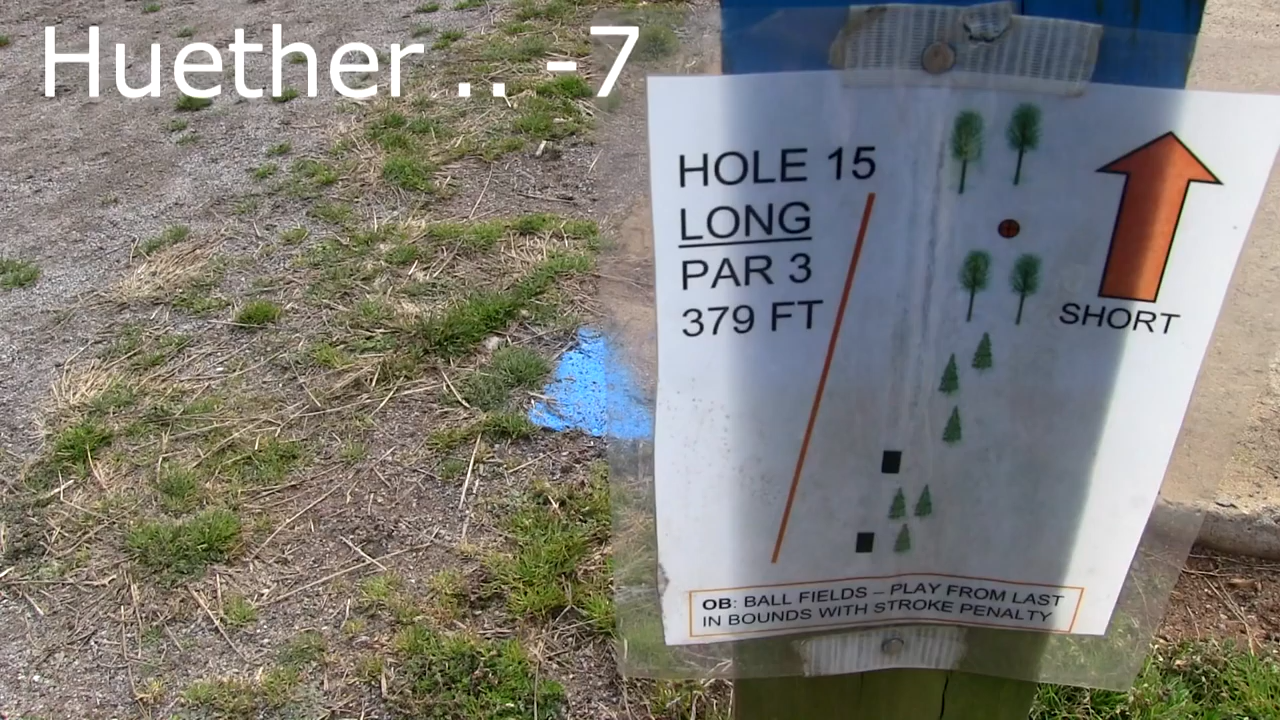 Huether .. -7
HOLE 15
LONG
PAR 3
379 FT
SHORT
OB: BALL FIELDS – PLAY FROM LAST
IN BOUNDS WITH STROKE PENALTY